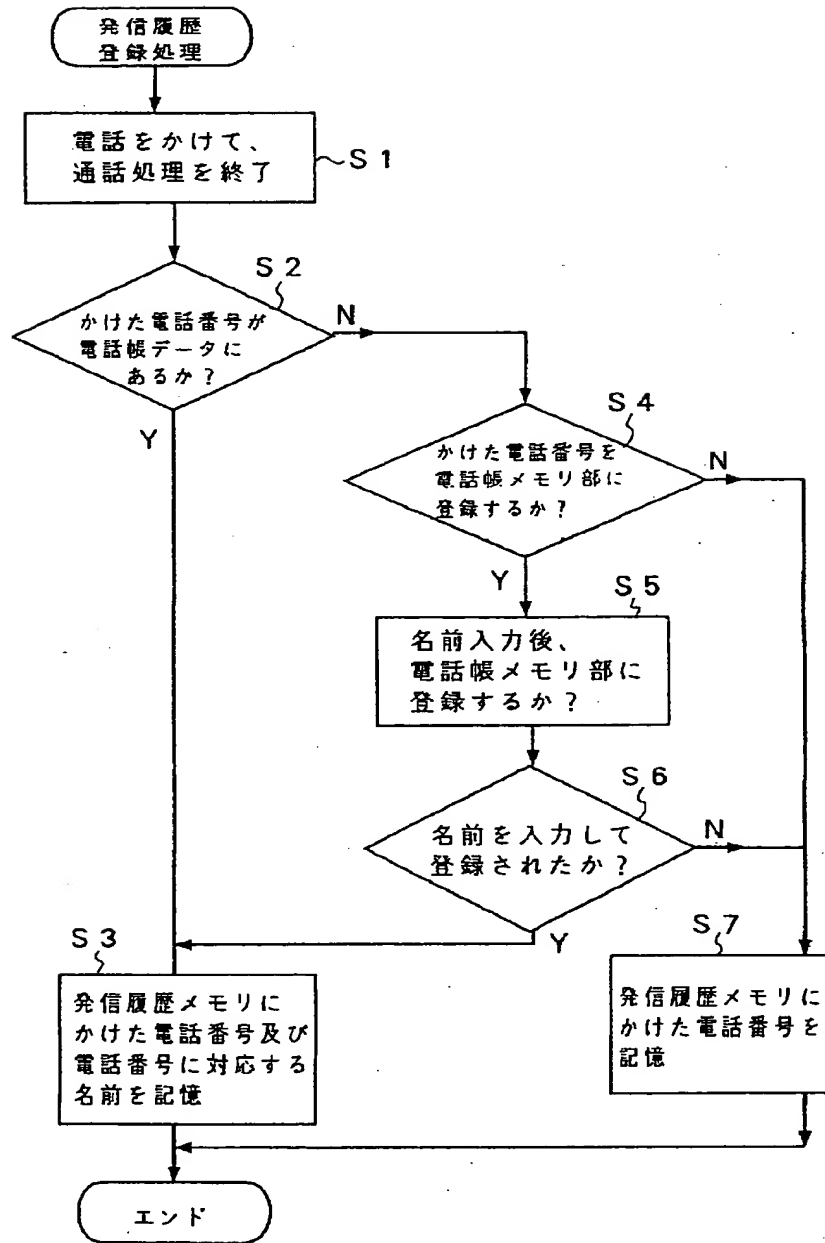 発信履歴
登録処理
電話をかけて、
通話処理を終了
S1
S2
かけた電話番号が
電話帳データに
あるか?
N
Y
S4
かけた電話番号を
電話帳メモリ部に
登録するか?
N
Y
S5
名前入力後、
電話帳メモリ部に
登録するか?
S6
名前を入力して
登録されたか?
N
Y
S3
発信履歴メモリに
かけた電話番号及び
電話番号に対応する
名前を記憶
S7
発信履歴メモリに
かけた電話番号を
記憶
エンド